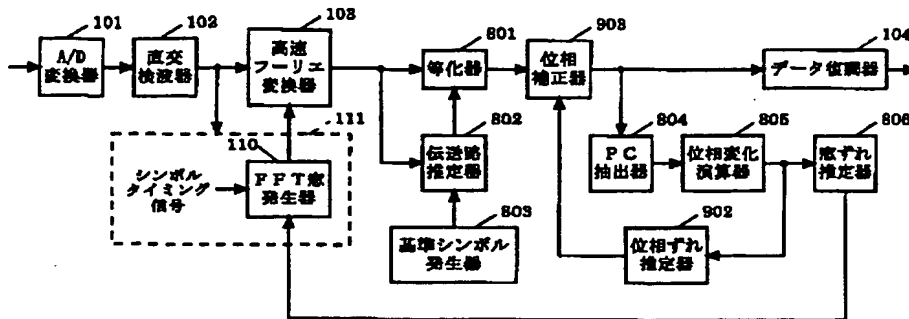 101
A/D
変換器
102
直交
検波器
103
高速
フーリエ
変換器
801
等化器
903
位相
補正器
104
データ復調器
111
110
シンボル
タイミング
信号
FFT窓
発生器
802
伝送路
推定器
803
基準シンボル
発生器
804
PC
抽出器
805
位相変化
演算器
806
窓ずれ
推定器
902
位相ずれ
推定器